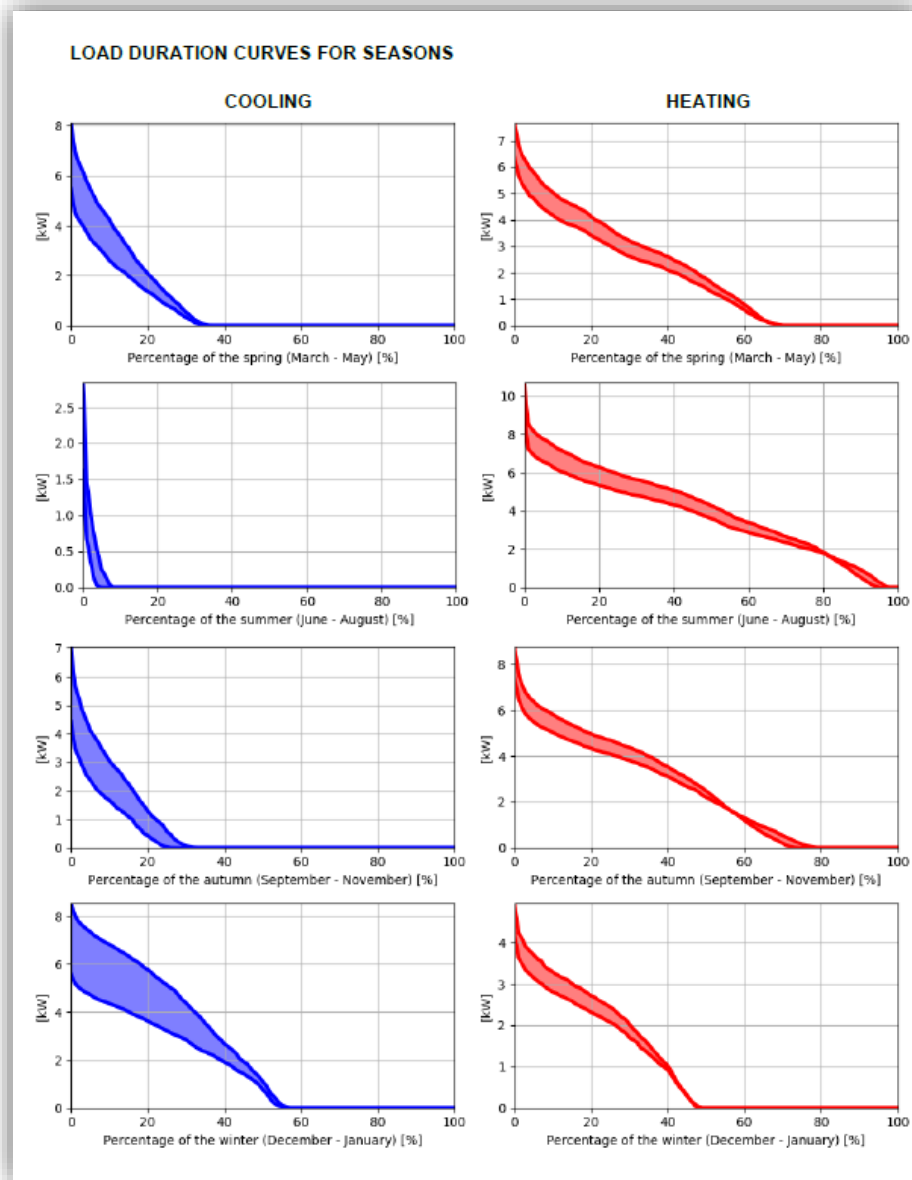 LOAD DURATION CURVES FOR SEASONS
COOLING
HEATING
8
6
4
2
0
[kW]
0 20 40 60 80 100
Percentage of the spring (March - May) [%]
7
6
5
4
3
2
1
0
[kW]
0 20 40 60 80 100
Percentage of the spring (March - May) [%]
2.5
2.0
1.5
1.0
0.5
0.0
[kW]
0 20 40 60 80 100
Percentage of the summer (June - August) [%]
10
8
6
4
2
0
[kW]
0 20 40 60 80 100
Percentage of the summer (June - August) [%]
7
6
5
4
3
2
1
0
[kW]
0 20 40 60 80 100
Percentage of the autumn (September - November) [%]
8
6
4
2
0
[kW]
0 20 40 60 80 100
Percentage of the autumn (September - November) [%]
8
6
4
2
0
[kW]
0 20 40 60 80 100
Percentage of the winter (December - January) [%]
4
3
2
1
0
[kW]
0 20 40 60 80 100
Percentage of the winter (December - January) [%]